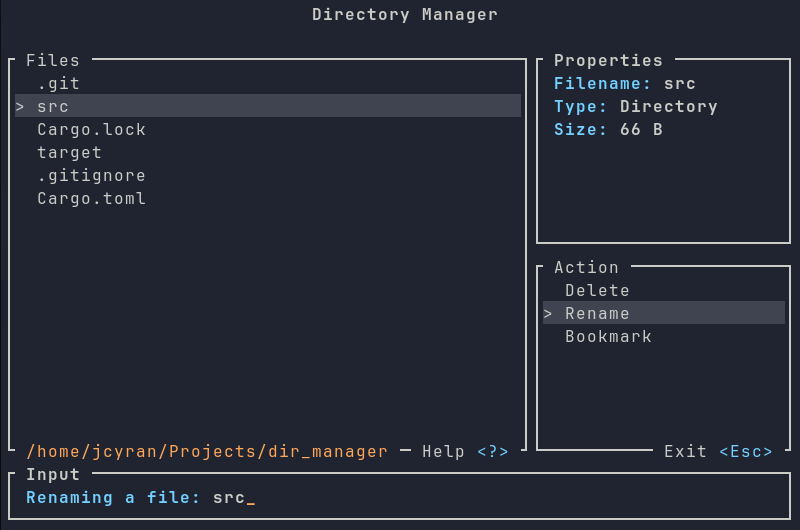 Directory Manager
Files
.git
> src
Cargo.lock
target
.gitignore
Cargo.toml
/home/jcyran/Projects/dir_manager
Help <?>
Properties
Filename: src
Type: Directory
Size: 66 B
Action
Delete
> Rename
Bookmark
Exit <Esc>
Input
Renaming a file: src_